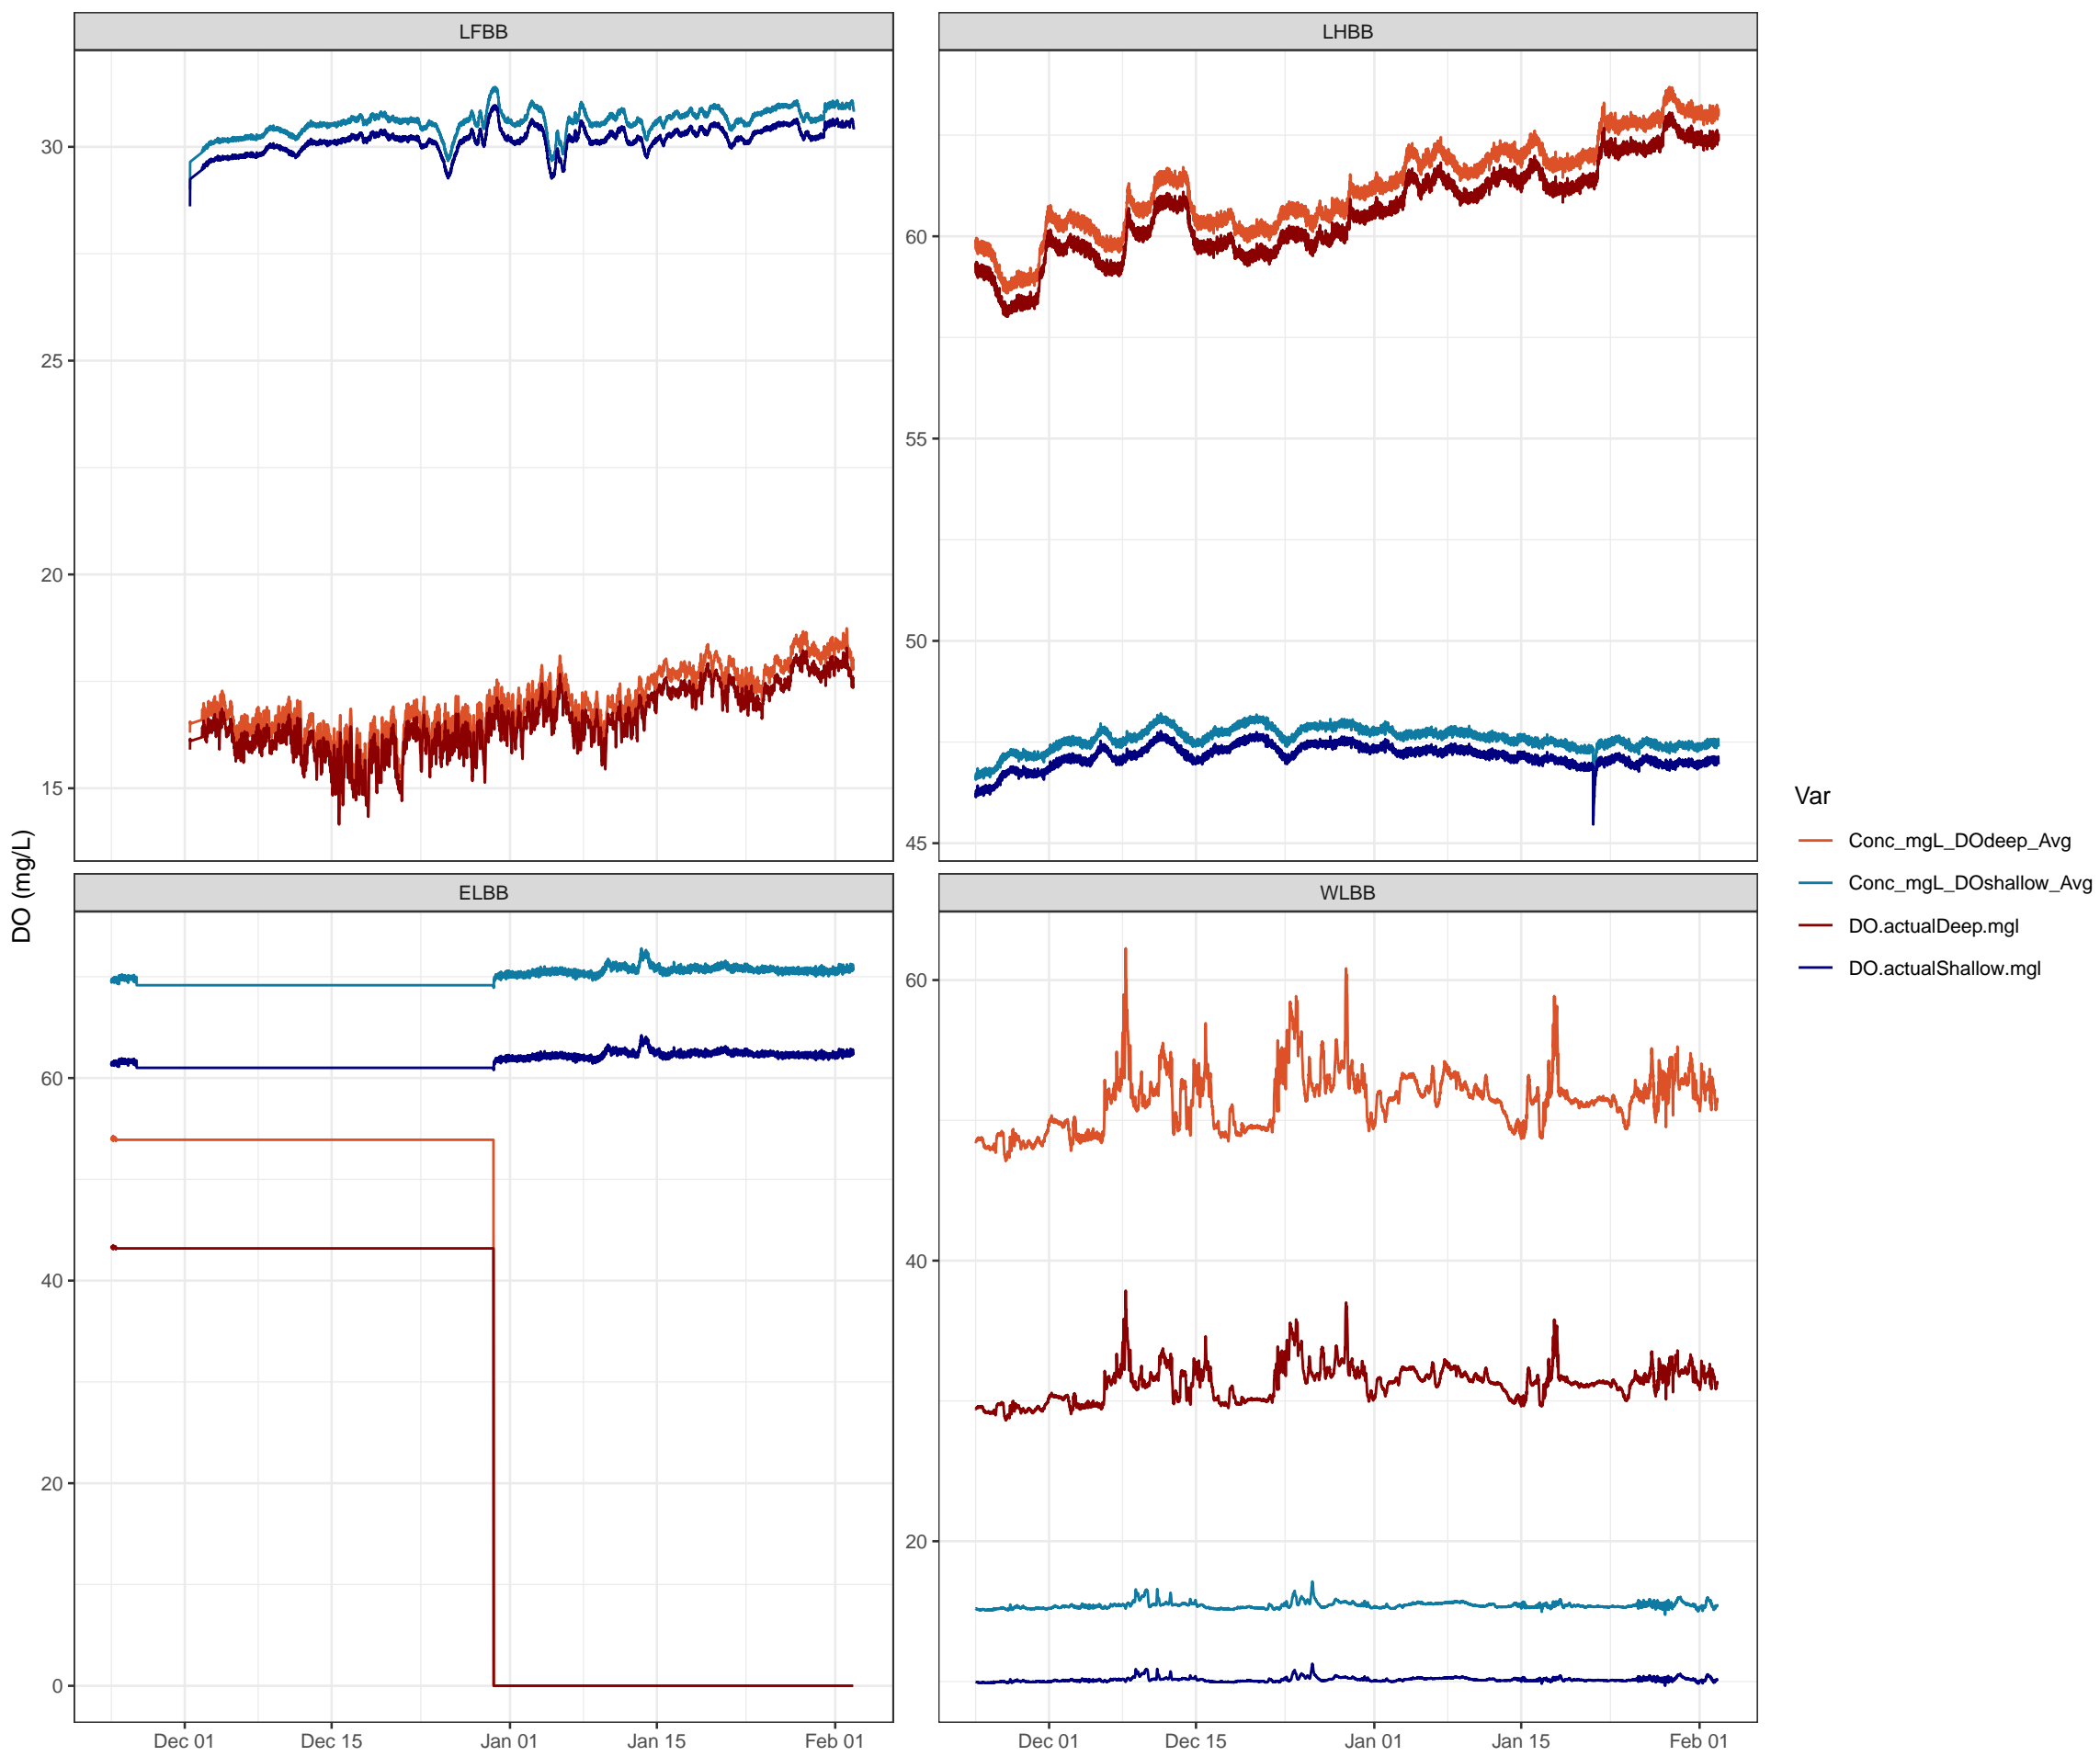 LFBB
LHBB
30
25
20
15
60
55
50
45
DO (mg/L)
ELBB
WLBB
60
40
20
0
60
40
20
Dec 01
Dec 15
Jan 01
Jan 15
Feb 01
Dec 01
Dec 15
Jan 01
Jan 15
Feb 01
Var
Conc_mgL_DOdeep_Avg
Conc_mgL_DOshallow_Avg
DO.actualDeep.mgl
DO.actualShallow.mgl